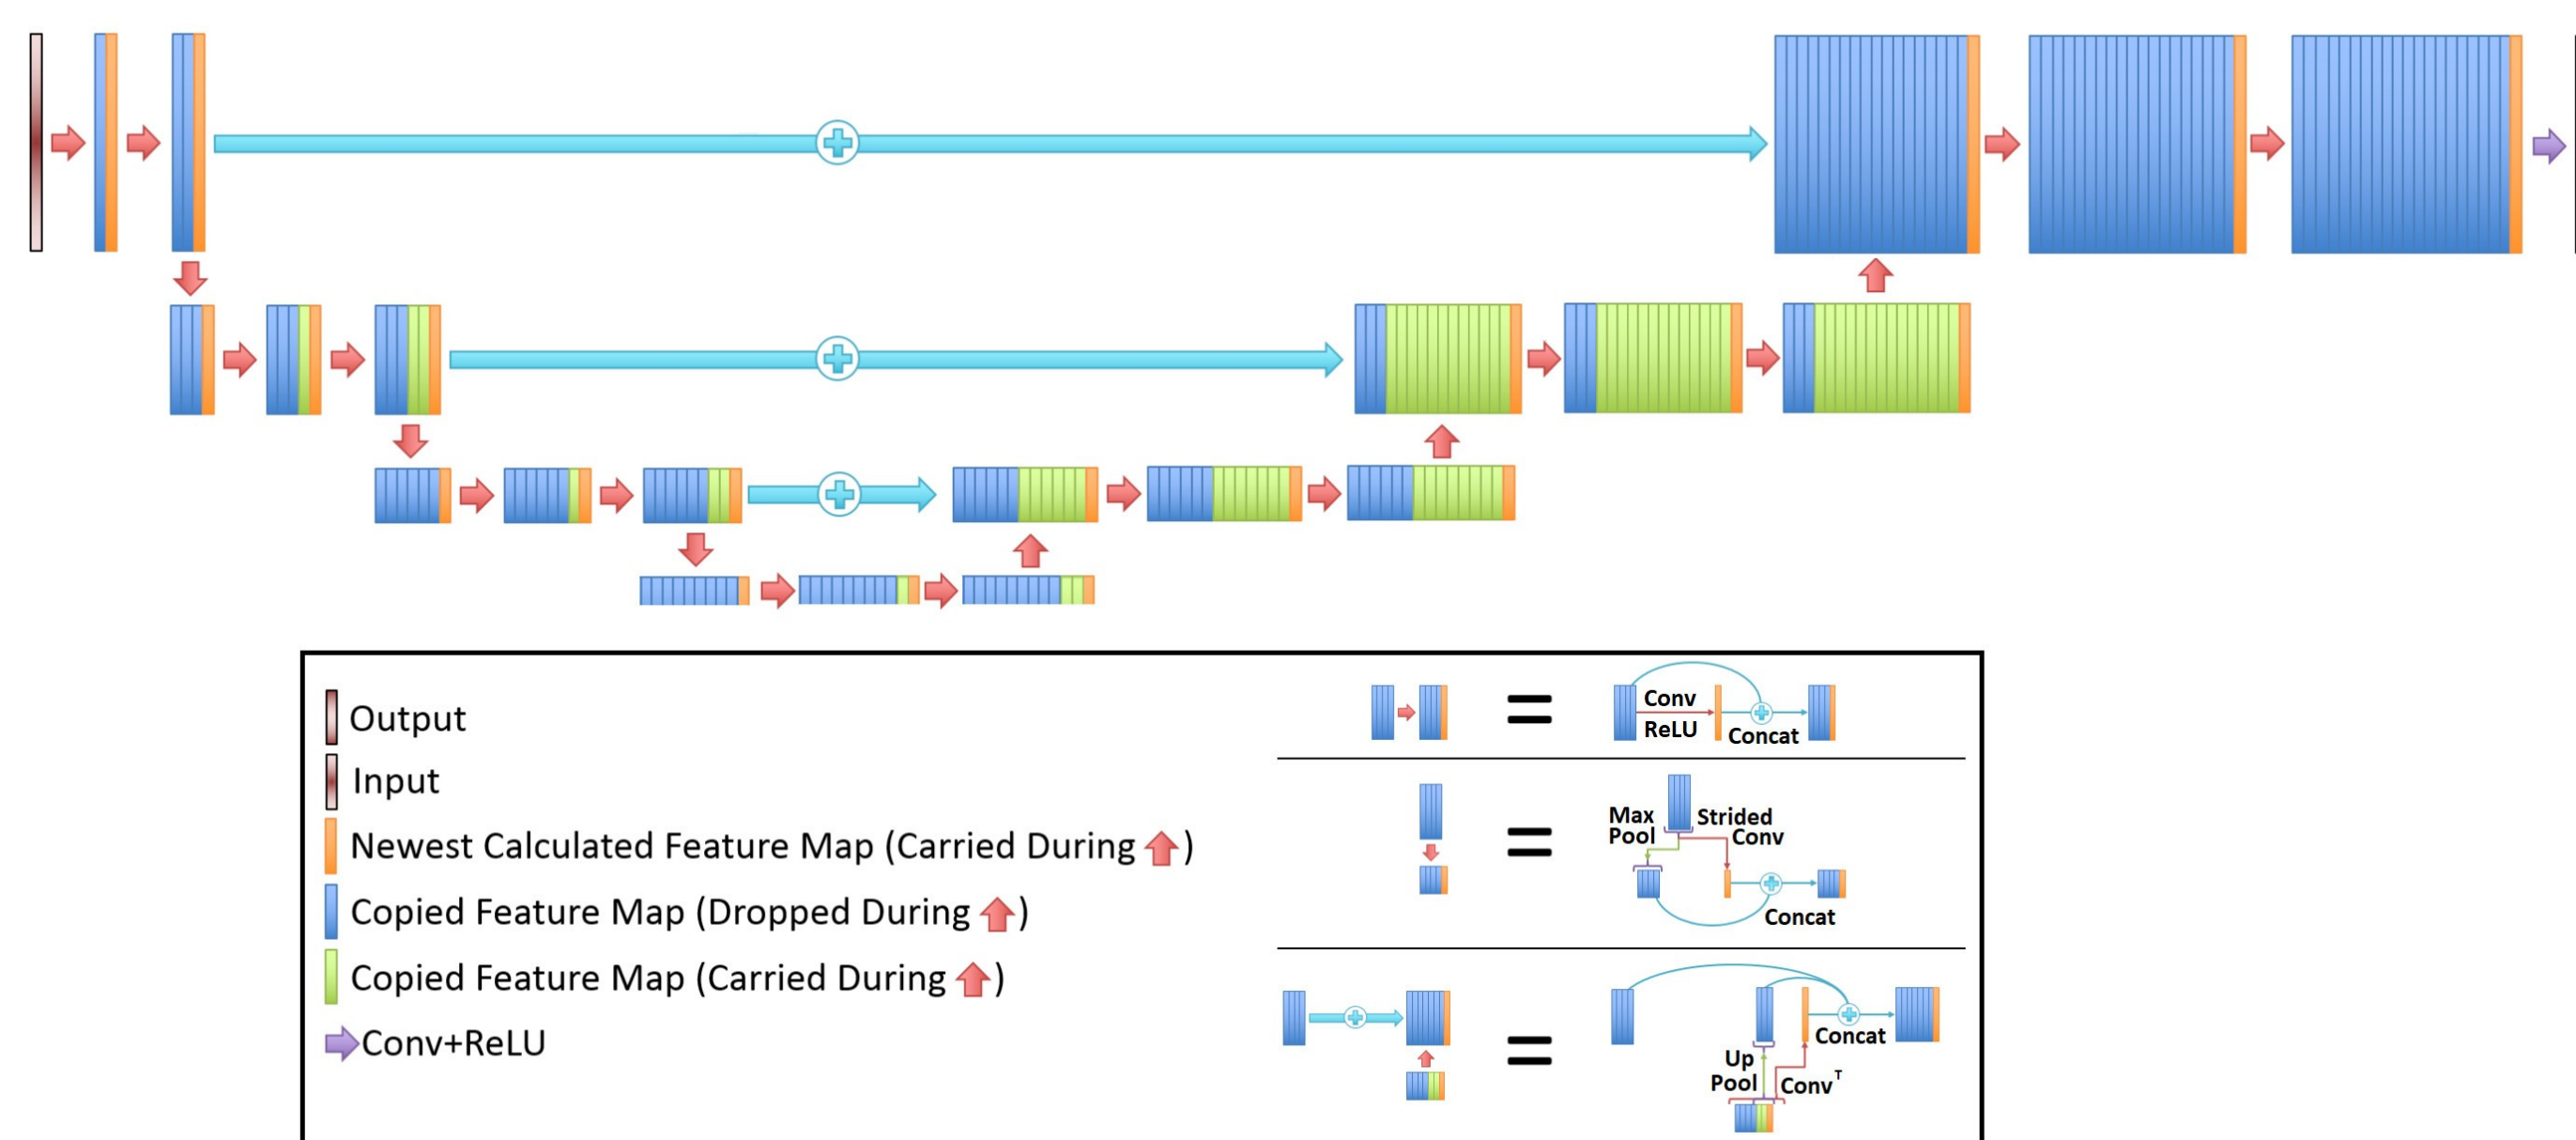 Output
Input
Newest Calculated Feature Map (Carried During )
Copied Feature Map (Dropped During )
Copied Feature Map (Carried During )
Conv+ReLU
Conv
ReLU
Concat
Max
Pool
Strided
Conv
Concat
Concat
Up
Pool
Conv T